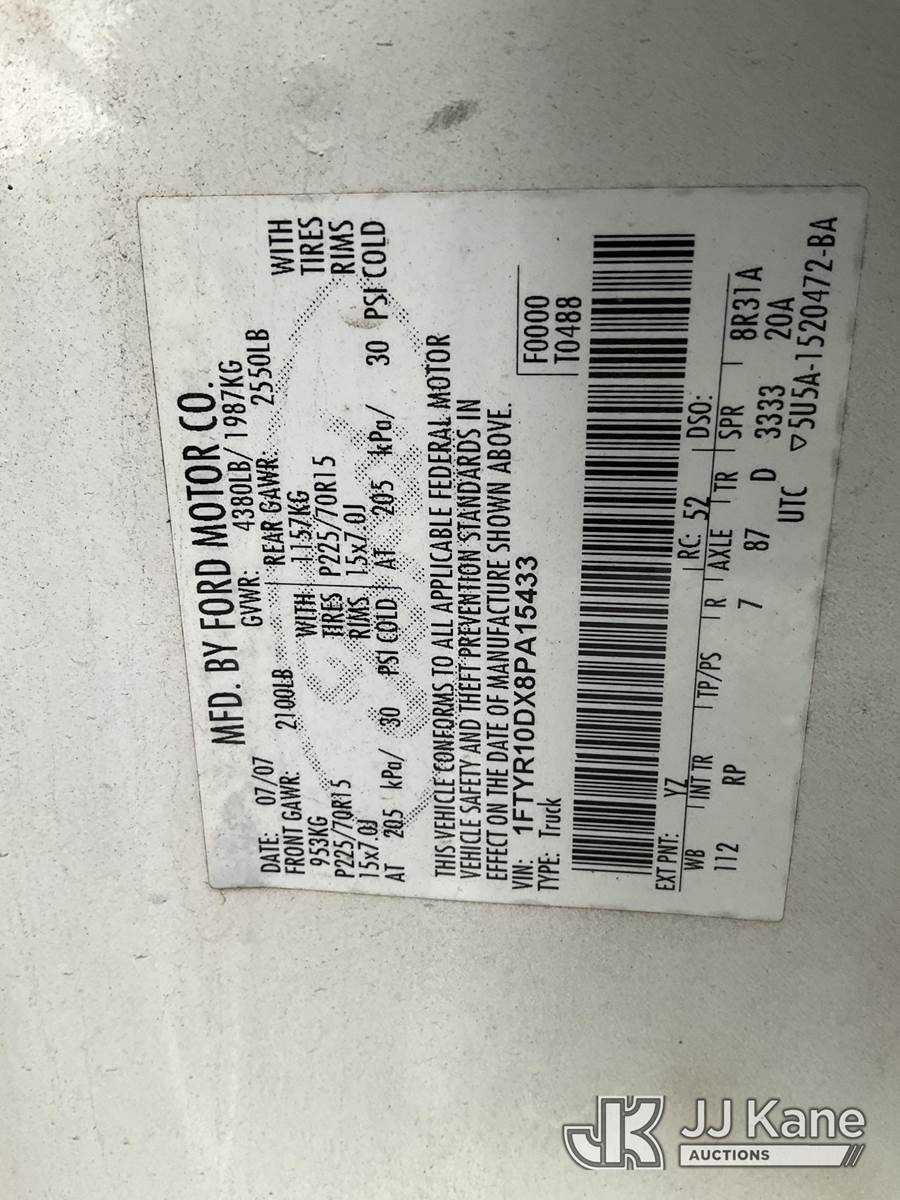 MFD. BY FORD MOTOR CO.
DATE: 07/07 GVWR: 4380LB/ 1987KG
FRONT GAWR: 2100LB REAR GAWR: 2550LB
953KG WITH 1157KG WITH
P225/70R15 TIRES P225/70R15 TIRES
15x7.0J RIMS 15x7.0J RIMS
AT 205 kPa/ 30 PSI COLD AT 205 kPa/ 30 PSI COLD
THIS VEHICLE CONFORMS TO ALL APPLICABLE FEDERAL MOTOR
VEHICLE SAFETY AND THEFT PREVENTION STANDARDS IN
EFFECT ON THE DATE OF MANUFACTURE SHOWN ABOVE.
VIN: 1FTYR10DX8PA15433 F0000
TYPE: Truck T0488
EXT PNT: YZ RC: 52 DSO:
WB INT TR TP/PS R AXLE TR SPR 8R31A
112 RP 7 87 D 3333 20A
UTC ▽5U5A-1520472-BA
JK JJ Kane
AUCTIONS